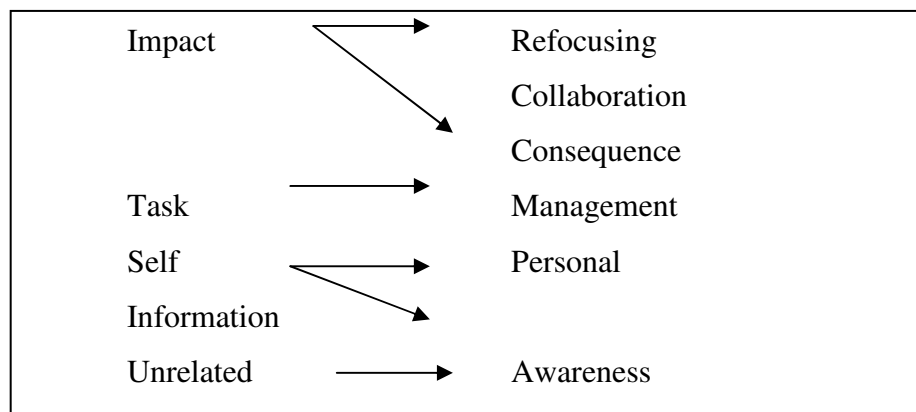 Impact Refocusing
Collaboration
Consequence
Task Management
Self Personal
Information
Unrelated Awareness